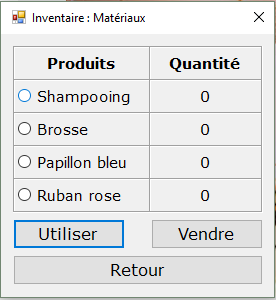 Inventaire : Matériaux
Produits Quantité
Shampooing 0
Brosse 0
Papillon bleu 0
Ruban rose 0
Utiliser Vendre
Retour